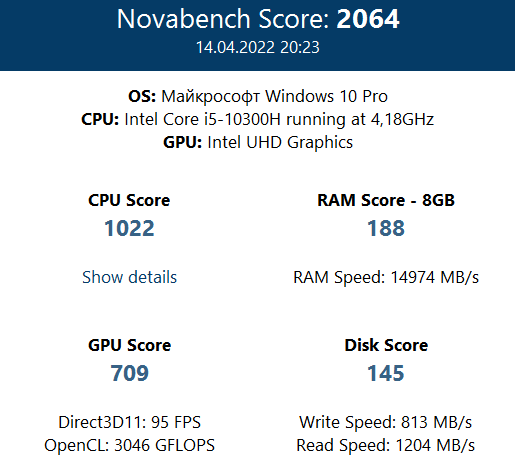 Novabench Score: 2064
14.04.2022 20:23
OS: Майкрософт Windows 10 Pro
CPU: Intel Core i5-10300H running at 4,18GHz
GPU: Intel UHD Graphics
CPU Score
1022
Show details
RAM Score - 8GB
188
RAM Speed: 14974 MB/s
GPU Score
709
Direct3D11: 95 FPS
OpenCL: 3046 GFLOPS
Disk Score
145
Write Speed: 813 MB/s
Read Speed: 1204 MB/s